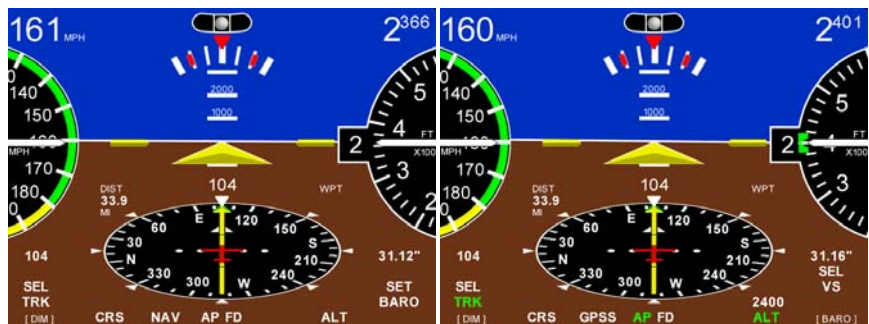 161 MPH 2366
140
150
160
170
180
MPH
5
4
3
2
2
FT
X100
2000
1000
DIST
33.9
MI
104
WPT
N 30 60 E 120 150 S 210 240 W 300 330
104
31.12"
SEL
TRK
SET
BARO
[ DIM ] CRS NAV AP FD ALT
160 MPH 2401
140
150
160
170
180
MPH
5
4
3
2
FT
X100
2000
1000
DIST
33.9
MI
104
WPT
N 30 60 E 120 150 S 210 240 W 300 330
104
31.16"
SEL
TRK
SEL
VS
2400
[ DIM ] CRS GPSS AP FD ALT [ BARO ]